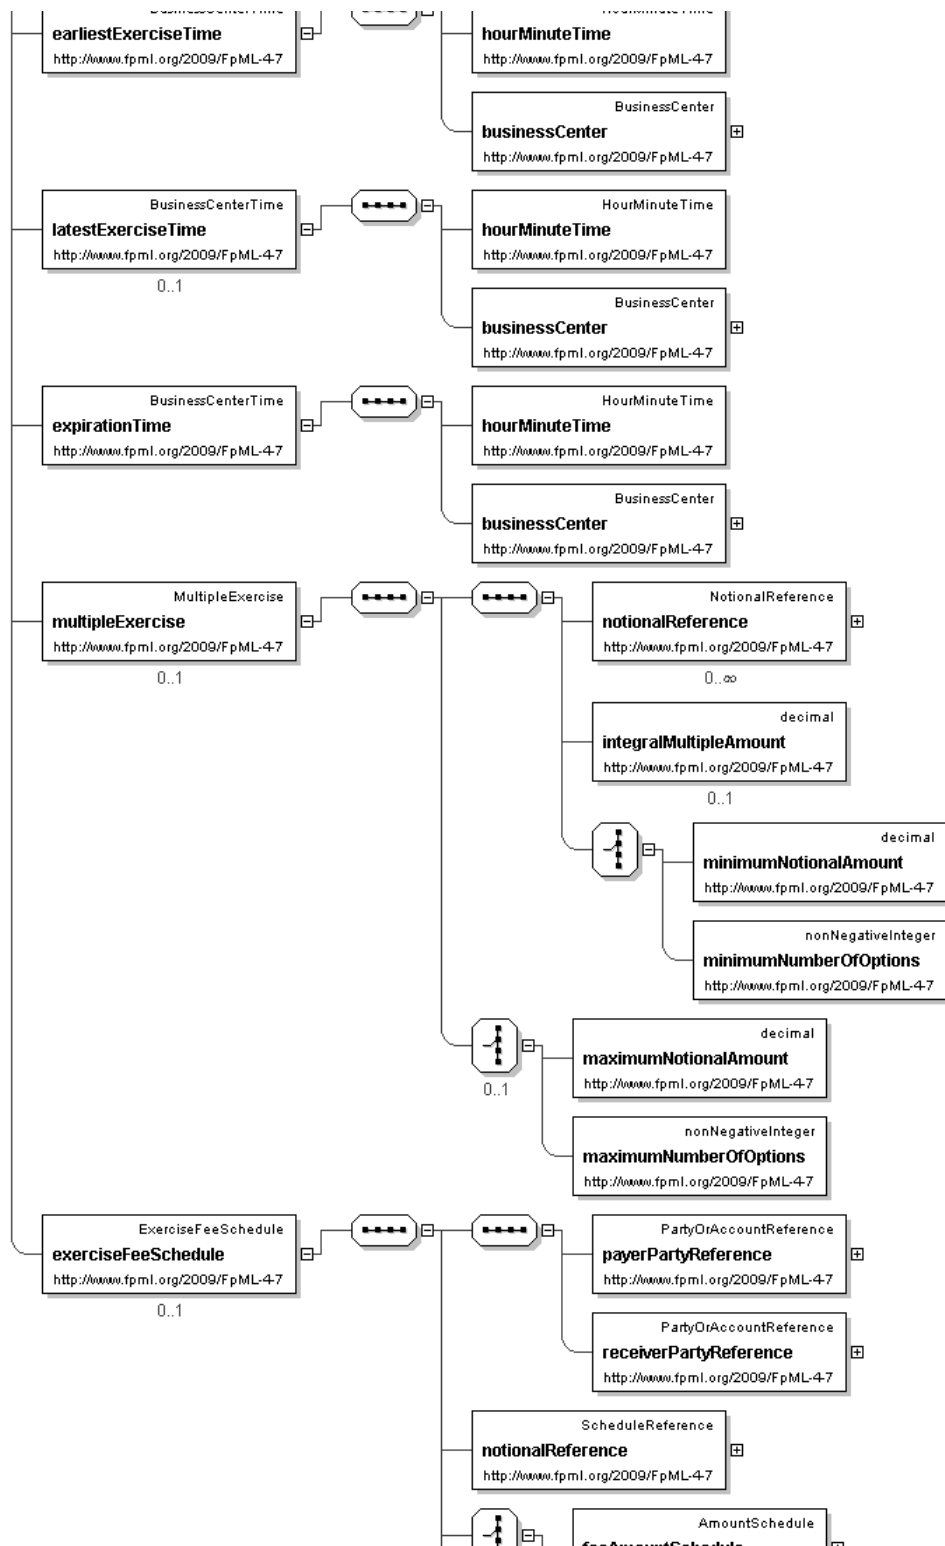 BusinessCenterTime
earliestExerciseTime
http://www.fpml.org/2009/FpML-4-7
HourMinuteTime
hourMinuteTime
http://www.fpml.org/2009/FpML-4-7
BusinessCenter
businessCenter
http://www.fpml.org/2009/FpML-4-7
BusinessCenterTime
latestExerciseTime
http://www.fpml.org/2009/FpML-4-7
0..1
HourMinuteTime
hourMinuteTime
http://www.fpml.org/2009/FpML-4-7
BusinessCenter
businessCenter
http://www.fpml.org/2009/FpML-4-7
BusinessCenterTime
expirationTime
http://www.fpml.org/2009/FpML-4-7
HourMinuteTime
hourMinuteTime
http://www.fpml.org/2009/FpML-4-7
BusinessCenter
businessCenter
http://www.fpml.org/2009/FpML-4-7
MultipleExercise
multipleExercise
http://www.fpml.org/2009/FpML-4-7
0..1
NotionalReference
notionalReference
http://www.fpml.org/2009/FpML-4-7
0..∞
decimal
integralMultipleAmount
http://www.fpml.org/2009/FpML-4-7
0..1
decimal
minimumNotionalAmount
http://www.fpml.org/2009/FpML-4-7
nonNegativeInteger
minimumNumberOfOptions
http://www.fpml.org/2009/FpML-4-7
0..1
decimal
maximumNotionalAmount
http://www.fpml.org/2009/FpML-4-7
nonNegativeInteger
maximumNumberOfOptions
http://www.fpml.org/2009/FpML-4-7
ExerciseFeeSchedule
exerciseFeeSchedule
http://www.fpml.org/2009/FpML-4-7
0..1
PartyOrAccountReference
payerPartyReference
http://www.fpml.org/2009/FpML-4-7
PartyOrAccountReference
receiverPartyReference
http://www.fpml.org/2009/FpML-4-7
ScheduleReference
notionalReference
http://www.fpml.org/2009/FpML-4-7
AmountSchedule
feeAmountSchedule